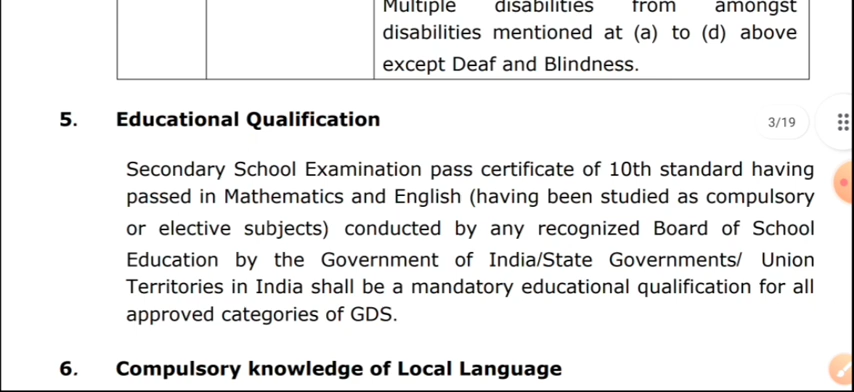 Multiple disabilities from amongst
disabilities mentioned at (a) to (d) above
except Deaf and Blindness.
5. Educational Qualification
3/19
Secondary School Examination pass certificate of 10th standard having
passed in Mathematics and English (having been studied as compulsory
or elective subjects) conducted by any recognized Board of School
Education by the Government of India/State Governments/ Union
Territories in India shall be a mandatory educational qualification for all
approved categories of GDS.
6. Compulsory knowledge of Local Language